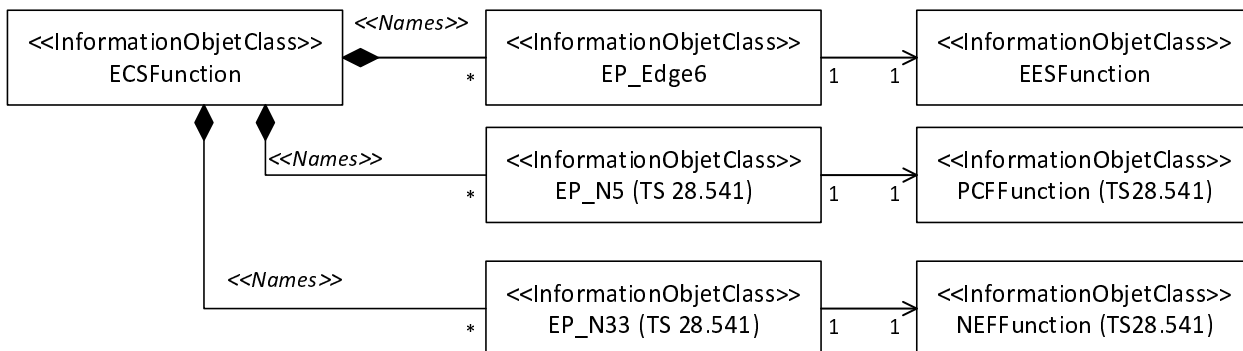 <<InformationObjetClass>>
ECSFunction
<<Names>>
*
<<InformationObjetClass>>
EP_Edge6
1
1
<<InformationObjetClass>>
EESFunction
<<Names>>
*
<<InformationObjetClass>>
EP_N5 (TS 28.541)
1
1
<<InformationObjetClass>>
PCFFunction (TS28.541)
<<Names>>
*
<<InformationObjetClass>>
EP_N33 (TS 28.541)
1
1
<<InformationObjetClass>>
NEFFunction (TS28.541)